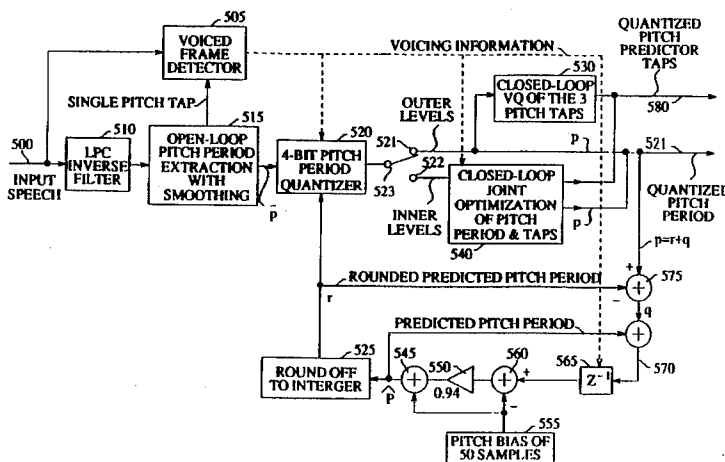 505
VOICED
FRAME
DETECTOR
VOICING INFORMATION
530
QUANTIZED
PITCH
PREDICTOR
TAPS
580
CLOSED-LOOP
VQ OF THE 3
PITCH TAPS
SINGLE PITCH TAP
500
INPUT
SPEECH
510
LPC
INVERSE
FILTER
515
OPEN-LOOP
PITCH PERIOD
EXTRACTION
WITH
SMOOTHING
p
520
4-BIT PITCH
PERIOD
QUANTIZER
521
522
523
OUTER
LEVELS
INNER
LEVELS
p
521
QUANTIZED
PITCH
PERIOD
CLOSED-LOOP
JOINT
OPTIMIZATION
OF PITCH
PERIOD & TAPS
540
p
p=r+q
ROUNDED PREDICTED PITCH PERIOD
r
+
−
+
575
q
PREDICTED PITCH PERIOD
+
570
525
ROUND OFF
TO INTERGER
p̂
545
+
550
0.94
560
+
+
−
565
Z⁻¹
555
PITCH BIAS OF
50 SAMPLES